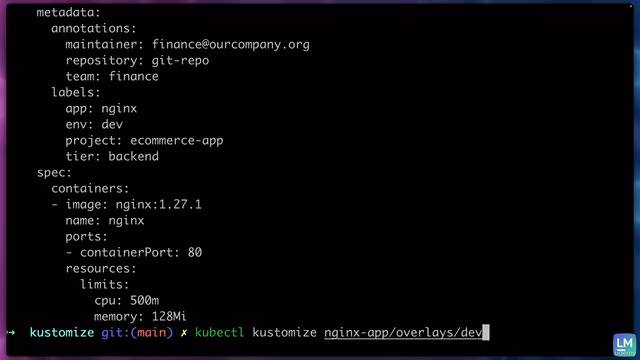 metadata:
annotations:
maintainer: finance@ourcompany.org
repository: git-repo
team: finance
labels:
app: nginx
env: dev
project: ecommerce-app
tier: backend
spec:
containers:
- image: nginx:1.27.1
name: nginx
ports:
- containerPort: 80
resources:
limits:
cpu: 500m
memory: 128Mi
→ kustomize git:(main) ✗ kubectl kustomize nginx-app/overlays/dev
LM